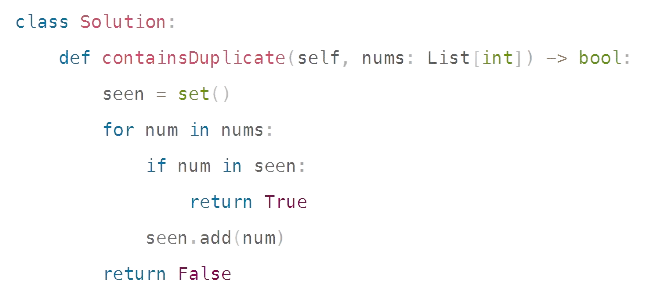 class Solution:
    def containsDuplicate(self, nums: List[int]) -> bool:
        seen = set()
        for num in nums:
            if num in seen:
                return True
            seen.add(num)
        return False